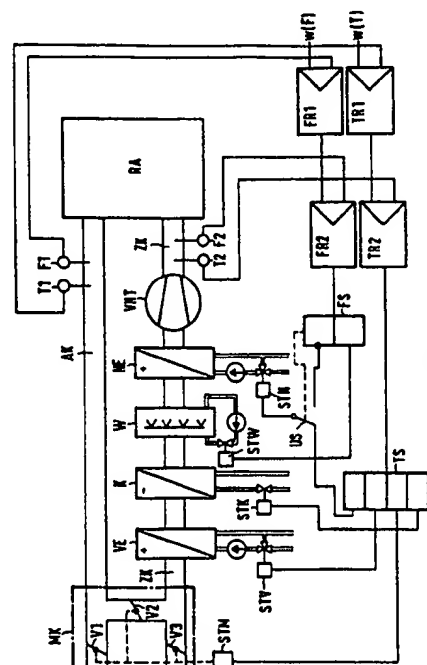 w(F)
w(T)
FR1
TR1
RA
F1
T1
ZK
F2
T2
FR2
TR2
AK
VNT
FS
NE
STN
US
W
STW
TS
K
STK
VE
STV
ZK
MK
V1
V2
V3
STM
+
-
+